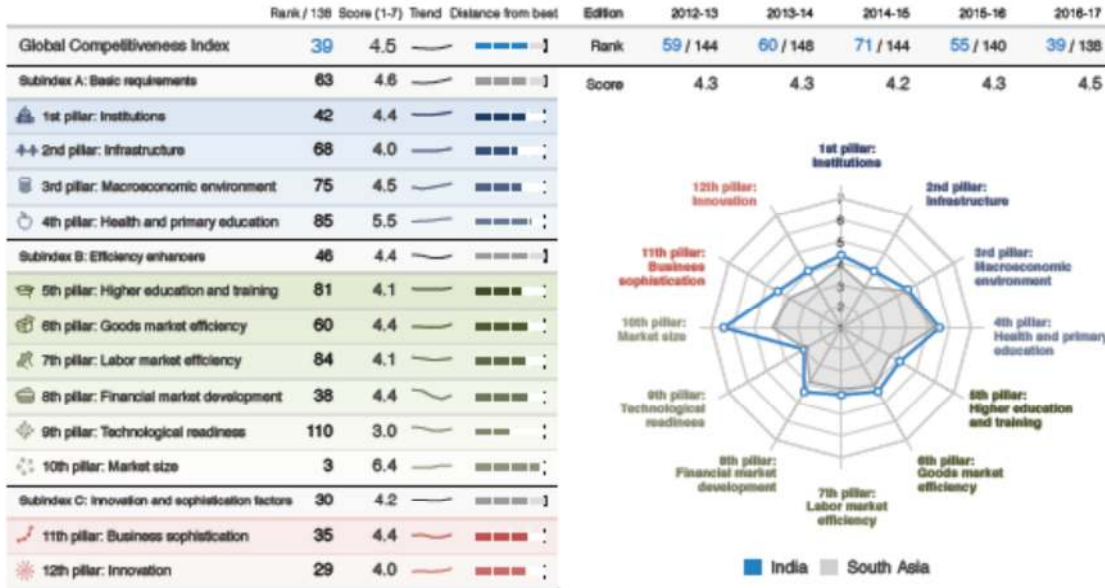 Rank / 138 Score (1-7) Trend Distance from best
Global Competitiveness Index 39 4.5
Subindex A: Basic requirements 63 4.6
1st pillar: Institutions 42 4.4
2nd pillar: Infrastructure 68 4.0
3rd pillar: Macroeconomic environment 75 4.5
4th pillar: Health and primary education 85 5.5
Subindex B: Efficiency enhancers 46 4.4
5th pillar: Higher education and training 81 4.1
6th pillar: Goods market efficiency 60 4.4
7th pillar: Labor market efficiency 84 4.1
8th pillar: Financial market development 38 4.4
9th pillar: Technological readiness 110 3.0
10th pillar: Market size 3 6.4
Subindex C: Innovation and sophistication factors 30 4.2
11th pillar: Business sophistication 35 4.4
12th pillar: Innovation 29 4.0
Edition 2012-13 2013-14 2014-15 2015-16 2016-17
Rank 59 / 144 60 / 148 71 / 144 55 / 140 39 / 138
Score 4.3 4.3 4.2 4.3 4.5
1st pillar:
Institutions
2nd pillar:
Infrastructure
3rd pillar:
Macroeconomic
environment
4th pillar:
Health and primary
education
5th pillar:
Higher education
and training
6th pillar:
Goods market
efficiency
7th pillar:
Labor market
efficiency
8th pillar:
Financial market
development
9th pillar:
Technological
readiness
10th pillar:
Market size
11th pillar:
Business
sophistication
12th pillar:
Innovation
7
6
5
4
3
2
India South Asia